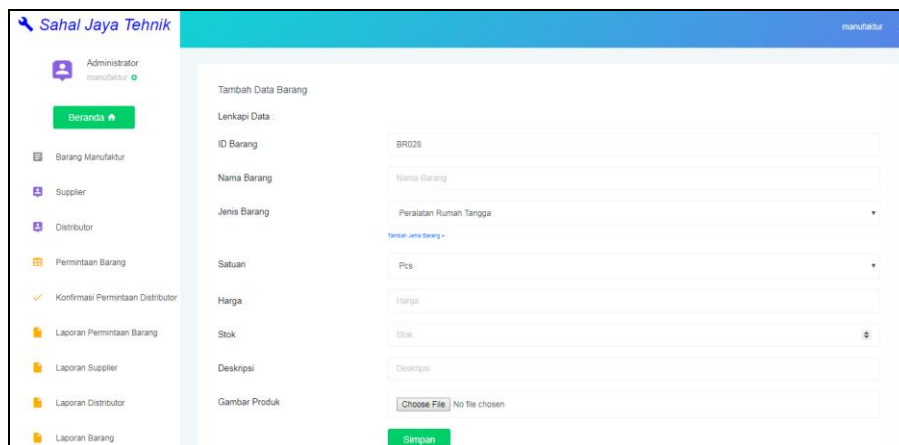 Sahal Jaya Tehnik
manufaktur
Administrator
manufaktur
Beranda
Barang Manufaktur
Supplier
Distributor
Permintaan Barang
Konfirmasi Permintaan Distributor
Laporan Permintaan Barang
Laporan Supplier
Laporan Distributor
Laporan Barang
Tambah Data Barang
Lenkapi Data :
ID Barang BR028
Nama Barang Nama Barang
Jenis Barang Peralatan Rumah Tangga
Tambah Jenis Barang +
Satuan Pcs
Harga Harga
Stok Stok
Deskripsi Deskripsi
Gambar Produk Choose File No file chosen
Simpan